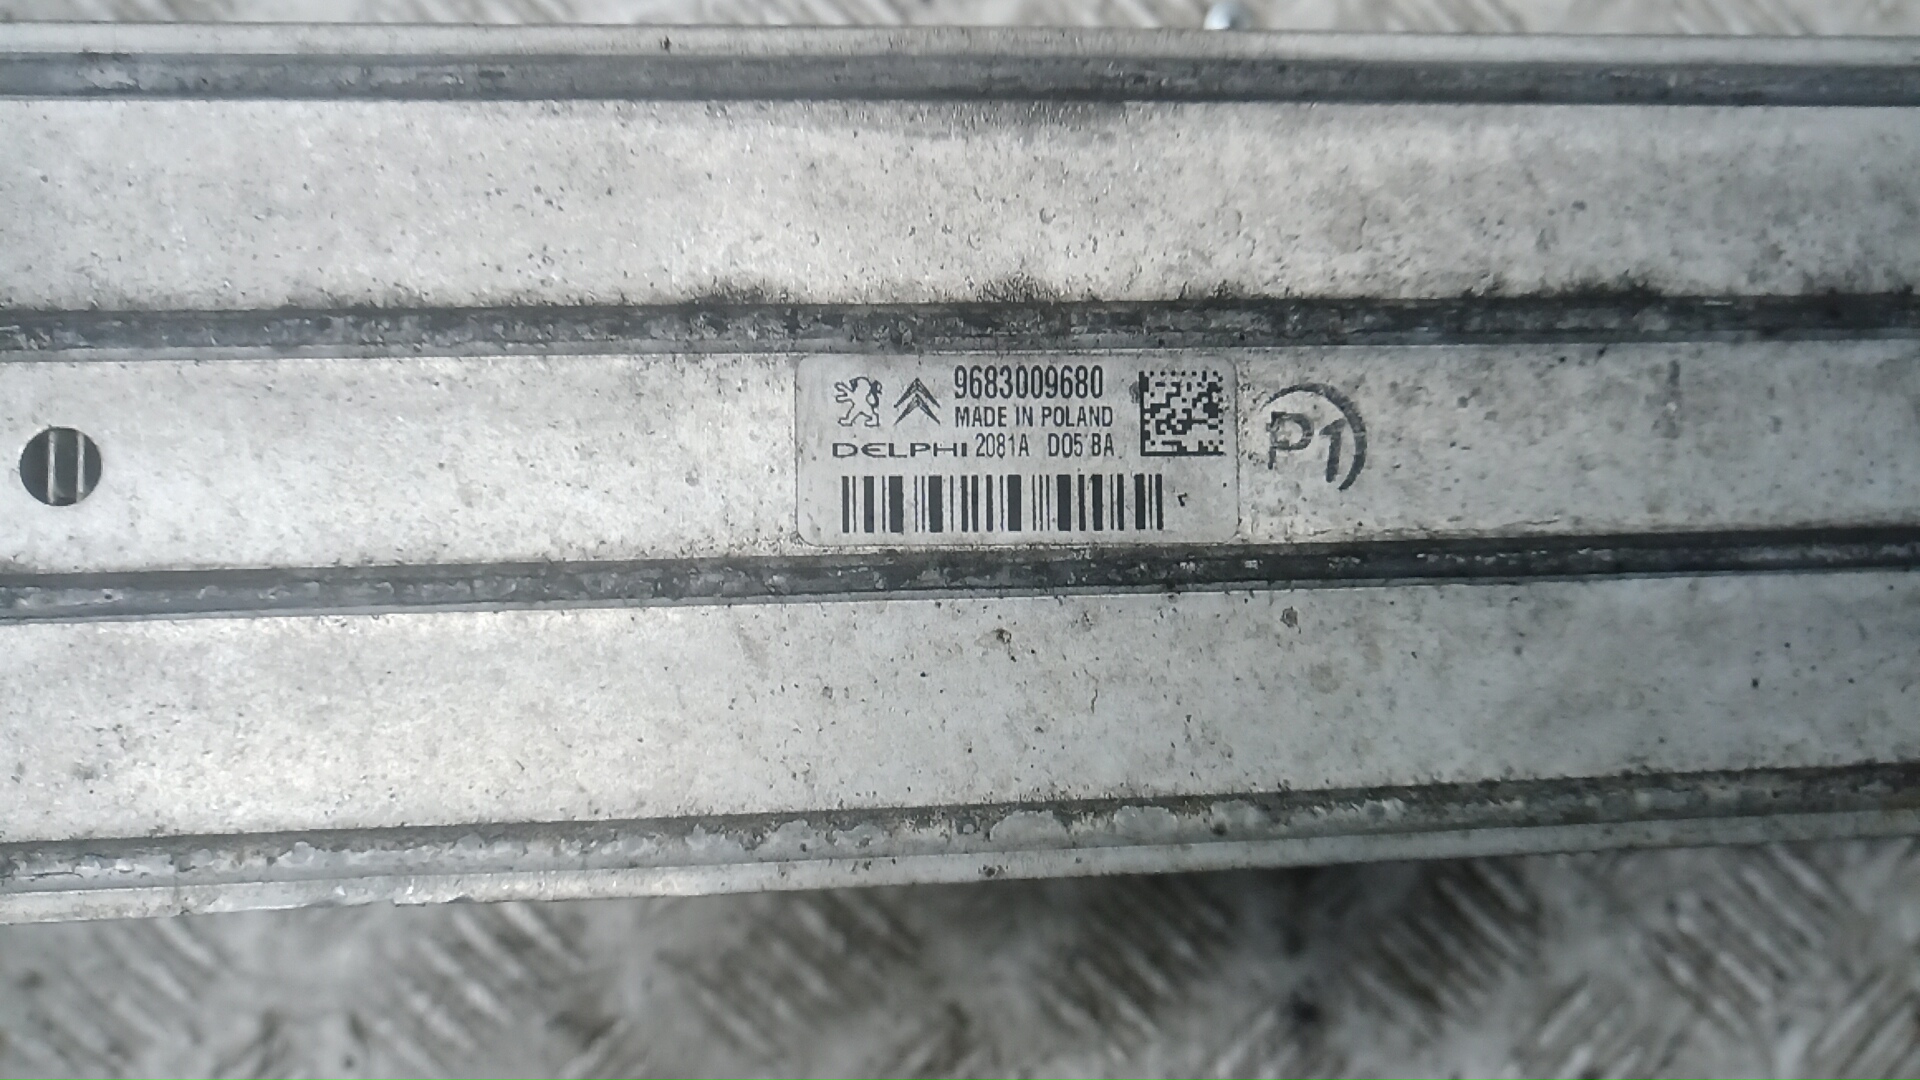 9683009680
MADE IN POLAND
DELPHI 2081A D05 BA
P1